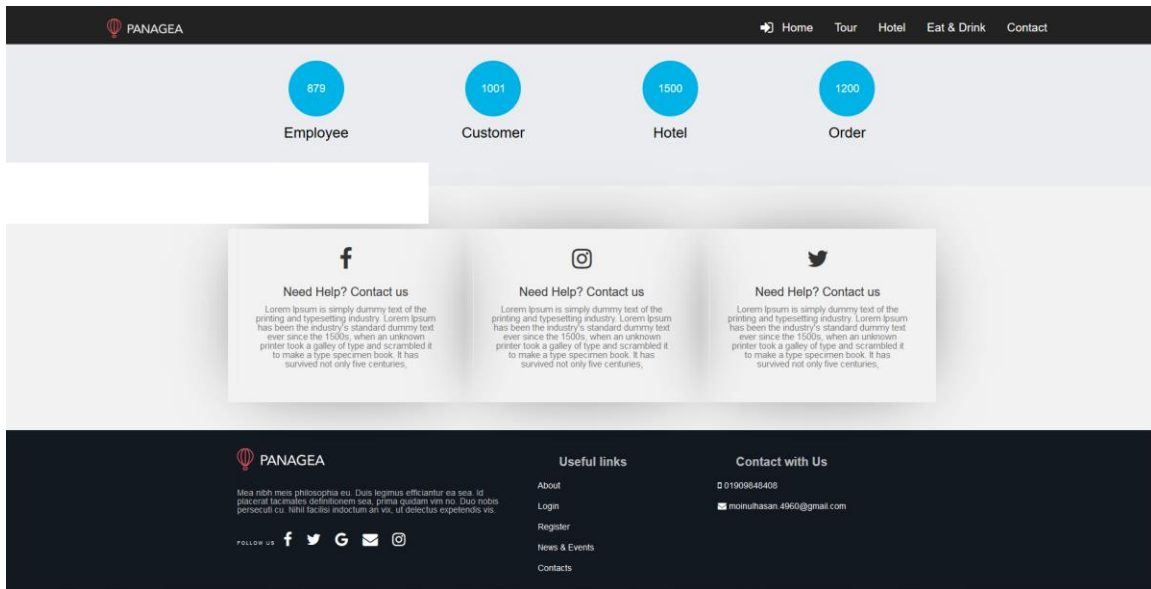 PANAGEA
Home Tour Hotel Eat & Drink Contact
879 1001 1500 1200
Employee Customer Hotel Order
Need Help? Contact us
Lorem Ipsum is simply dummy text of the
printing and typesetting industry. Lorem Ipsum
has been the industry's standard dummy text
ever since the 1500s, when an unknown
printer took a galley of type and scrambled it
to make a type specimen book. It has
survived not only five centuries,
Need Help? Contact us
Lorem Ipsum is simply dummy text of the
printing and typesetting industry. Lorem Ipsum
has been the industry's standard dummy text
ever since the 1500s, when an unknown
printer took a galley of type and scrambled it
to make a type specimen book. It has
survived not only five centuries,
Need Help? Contact us
Lorem Ipsum is simply dummy text of the
printing and typesetting industry. Lorem Ipsum
has been the industry's standard dummy text
ever since the 1500s, when an unknown
printer took a galley of type and scrambled it
to make a type specimen book. It has
survived not only five centuries,
PANAGEA
Mea nibh meis philosophia eu. Duis legimus efficiantur ea sea. Id
placerat tacimates definitionem sea, prima quidam vim no. Duo nobis
persecuti cu. Nihil facilisi indoctum an vix, ut delectus expetendis vis.
FOLLOW US
Useful links
About
Login
Register
News & Events
Contacts
Contact with Us
01909848408
moinulhasan.4960@gmail.com